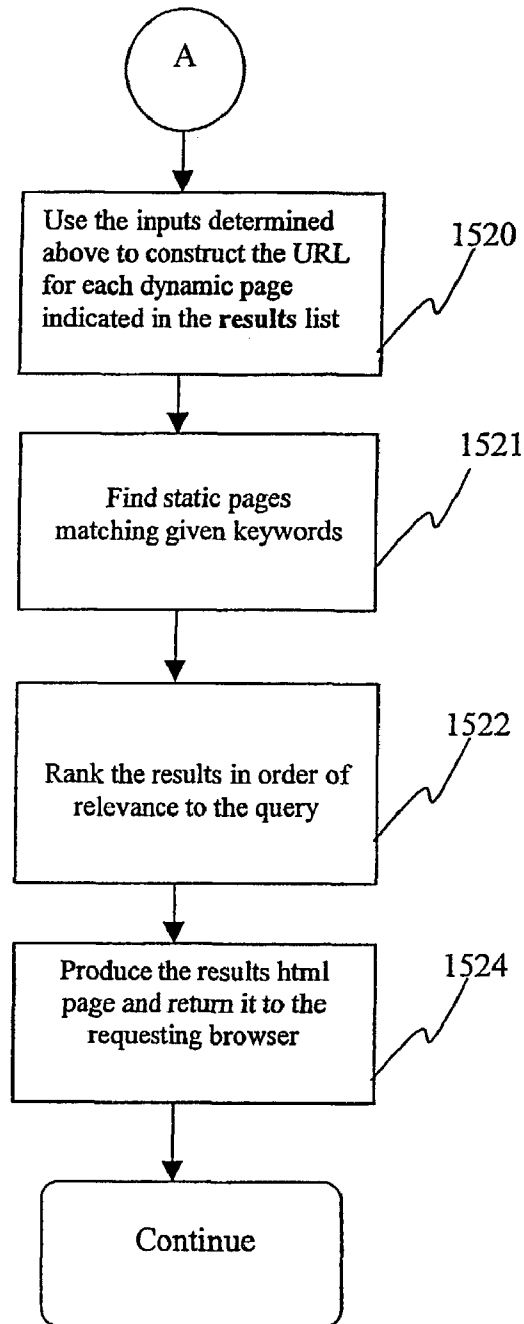 A
Use the inputs determined
above to construct the URL
for each dynamic page
indicated in the results list
1520
Find static pages
matching given keywords
1521
Rank the results in order of
relevance to the query
1522
Produce the results html
page and return it to the
requesting browser
1524
Continue